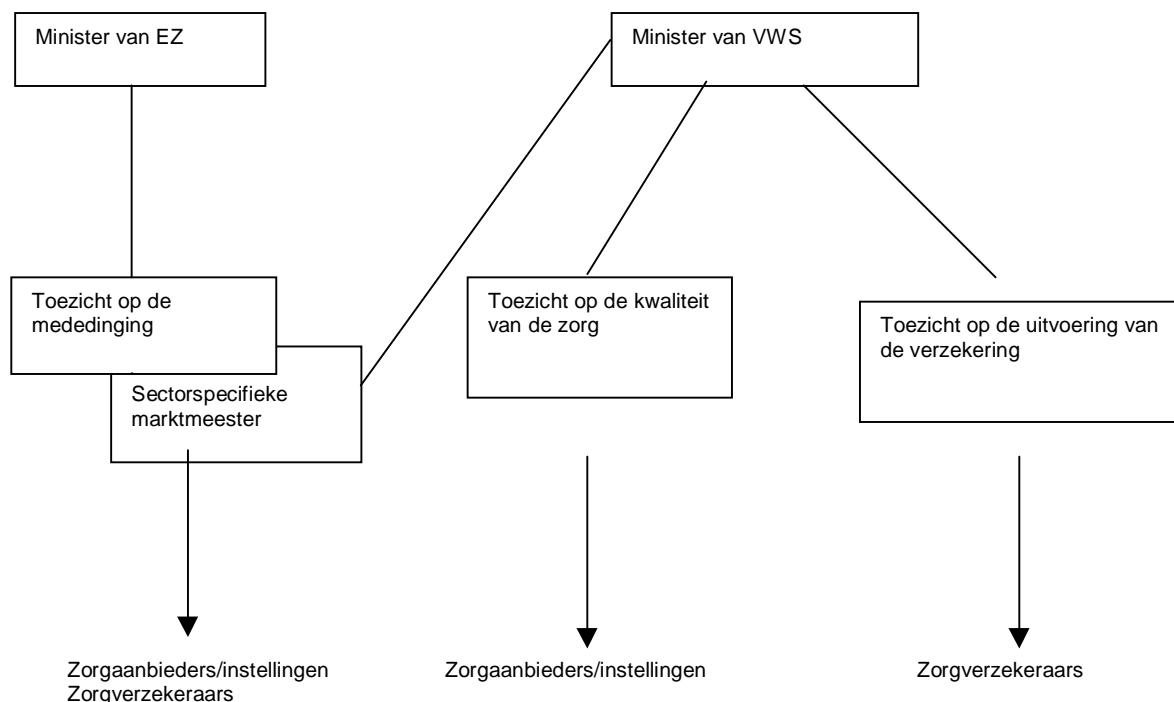 Minister van EZ
Minister van VWS
Toezicht op de
mededinging
Sectorspecifieke
marktmeester
Toezicht op de kwaliteit
van de zorg
Toezicht op de uitvoering van
de verzekering
Zorgaanbieders/instellingen
Zorgverzekeraars
Zorgaanbieders/instellingen
Zorgverzekeraars